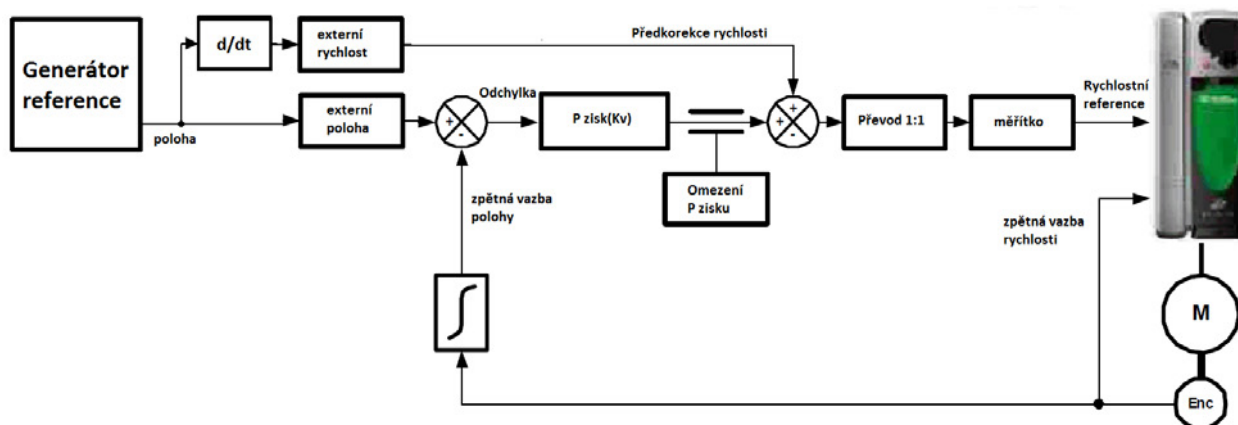 Generátor
reference
d/dt
externí
rychlost
Předkorekce rychlosti
poloha
externí
poloha
+
-
Odchylka
P zisk(Kv)
Omezení
P zisku
+
+
-
Převod 1:1
měřítko
Rychlostní
reference
zpětná vazba
polohy
zpětná vazba
rychlosti
M
Enc